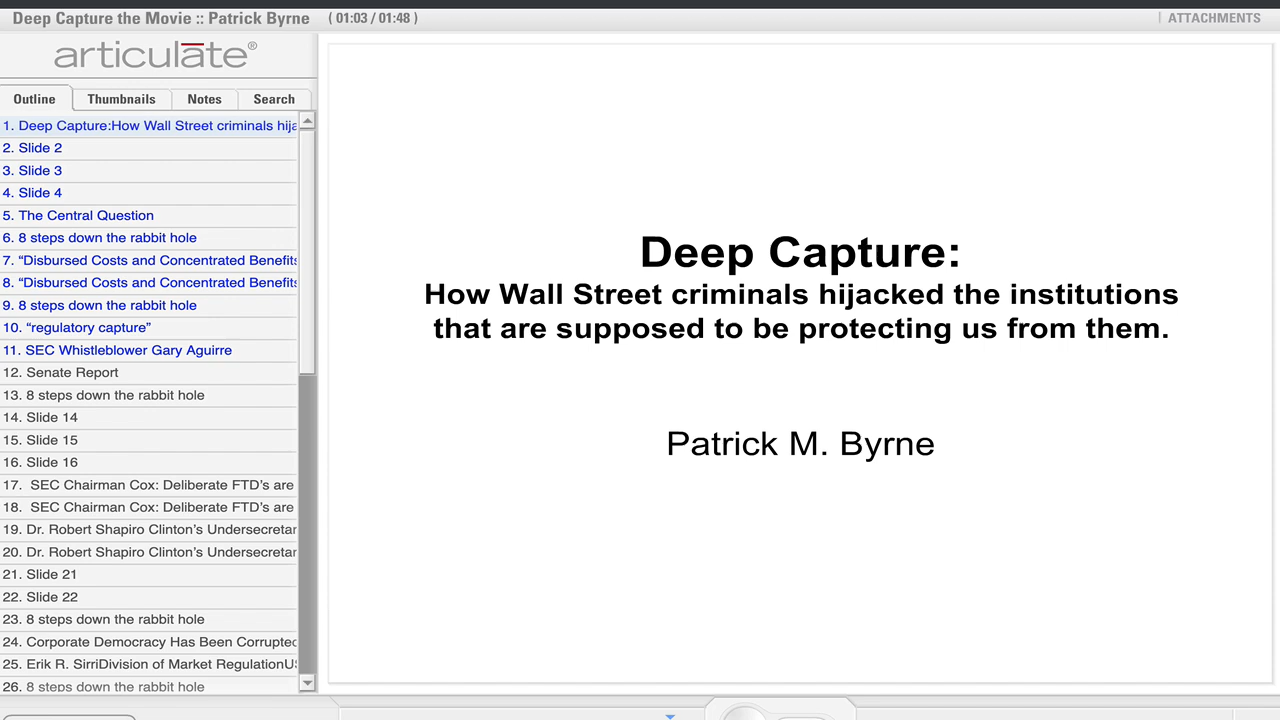 Deep Capture the Movie :: Patrick Byrne ( 01:03 / 01:48 )
ATTACHMENTS
articulate®
Outline
Thumbnails
Notes
Search
1. Deep Capture:How Wall Street criminals hija
2. Slide 2
3. Slide 3
4. Slide 4
5. The Central Question
6. 8 steps down the rabbit hole
7. “Disbursed Costs and Concentrated Benefits
8. “Disbursed Costs and Concentrated Benefits
9. 8 steps down the rabbit hole
10. “regulatory capture”
11. SEC Whistleblower Gary Aguirre
12. Senate Report
13. 8 steps down the rabbit hole
14. Slide 14
15. Slide 15
16. Slide 16
17. SEC Chairman Cox: Deliberate FTD’s are
18. SEC Chairman Cox: Deliberate FTD’s are
19. Dr. Robert Shapiro Clinton’s Undersecretar
20. Dr. Robert Shapiro Clinton’s Undersecretar
21. Slide 21
22. Slide 22
23. 8 steps down the rabbit hole
24. Corporate Democracy Has Been Corrupted
25. Erik R. SirriDivision of Market RegulationUS
26. 8 steps down the rabbit hole
Deep Capture:
How Wall Street criminals hijacked the institutions
that are supposed to be protecting us from them.
Patrick M. Byrne